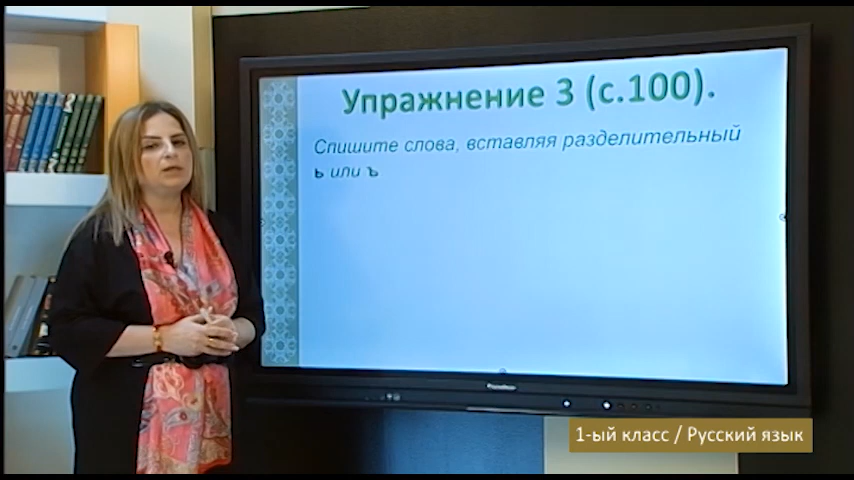 Упражнение 3 (с.100).
Спишите слова, вставляя разделительный
ь или ъ
1-ый класс / Русский язык